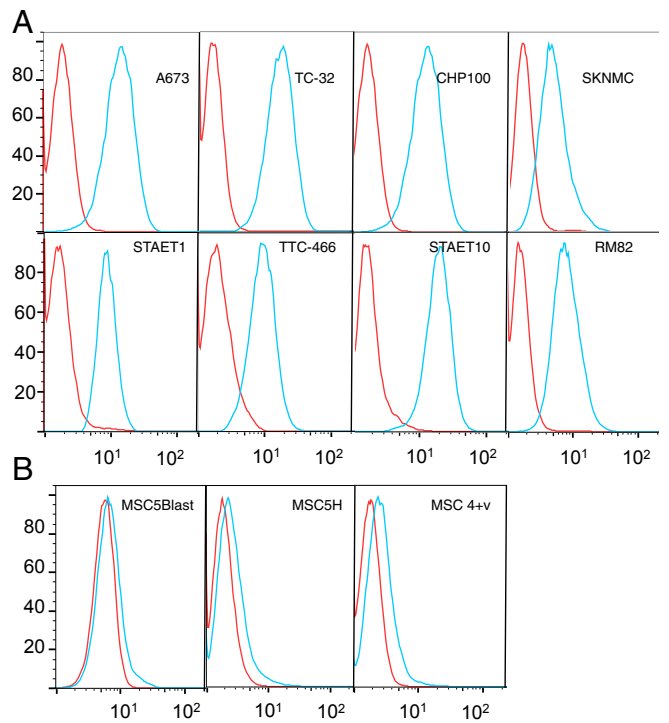 A
80
60
40
20
A673
TC-32
CHP100
SKNMC
80
60
40
20
STAET1
TTC-466
STAET10
RM82
10¹ 10²
10¹ 10²
10¹ 10²
10¹ 10²
B
80
60
40
20
MSC5Blast
MSC5H
MSC 4+v
10¹ 10²
10¹ 10²
10¹ 10²